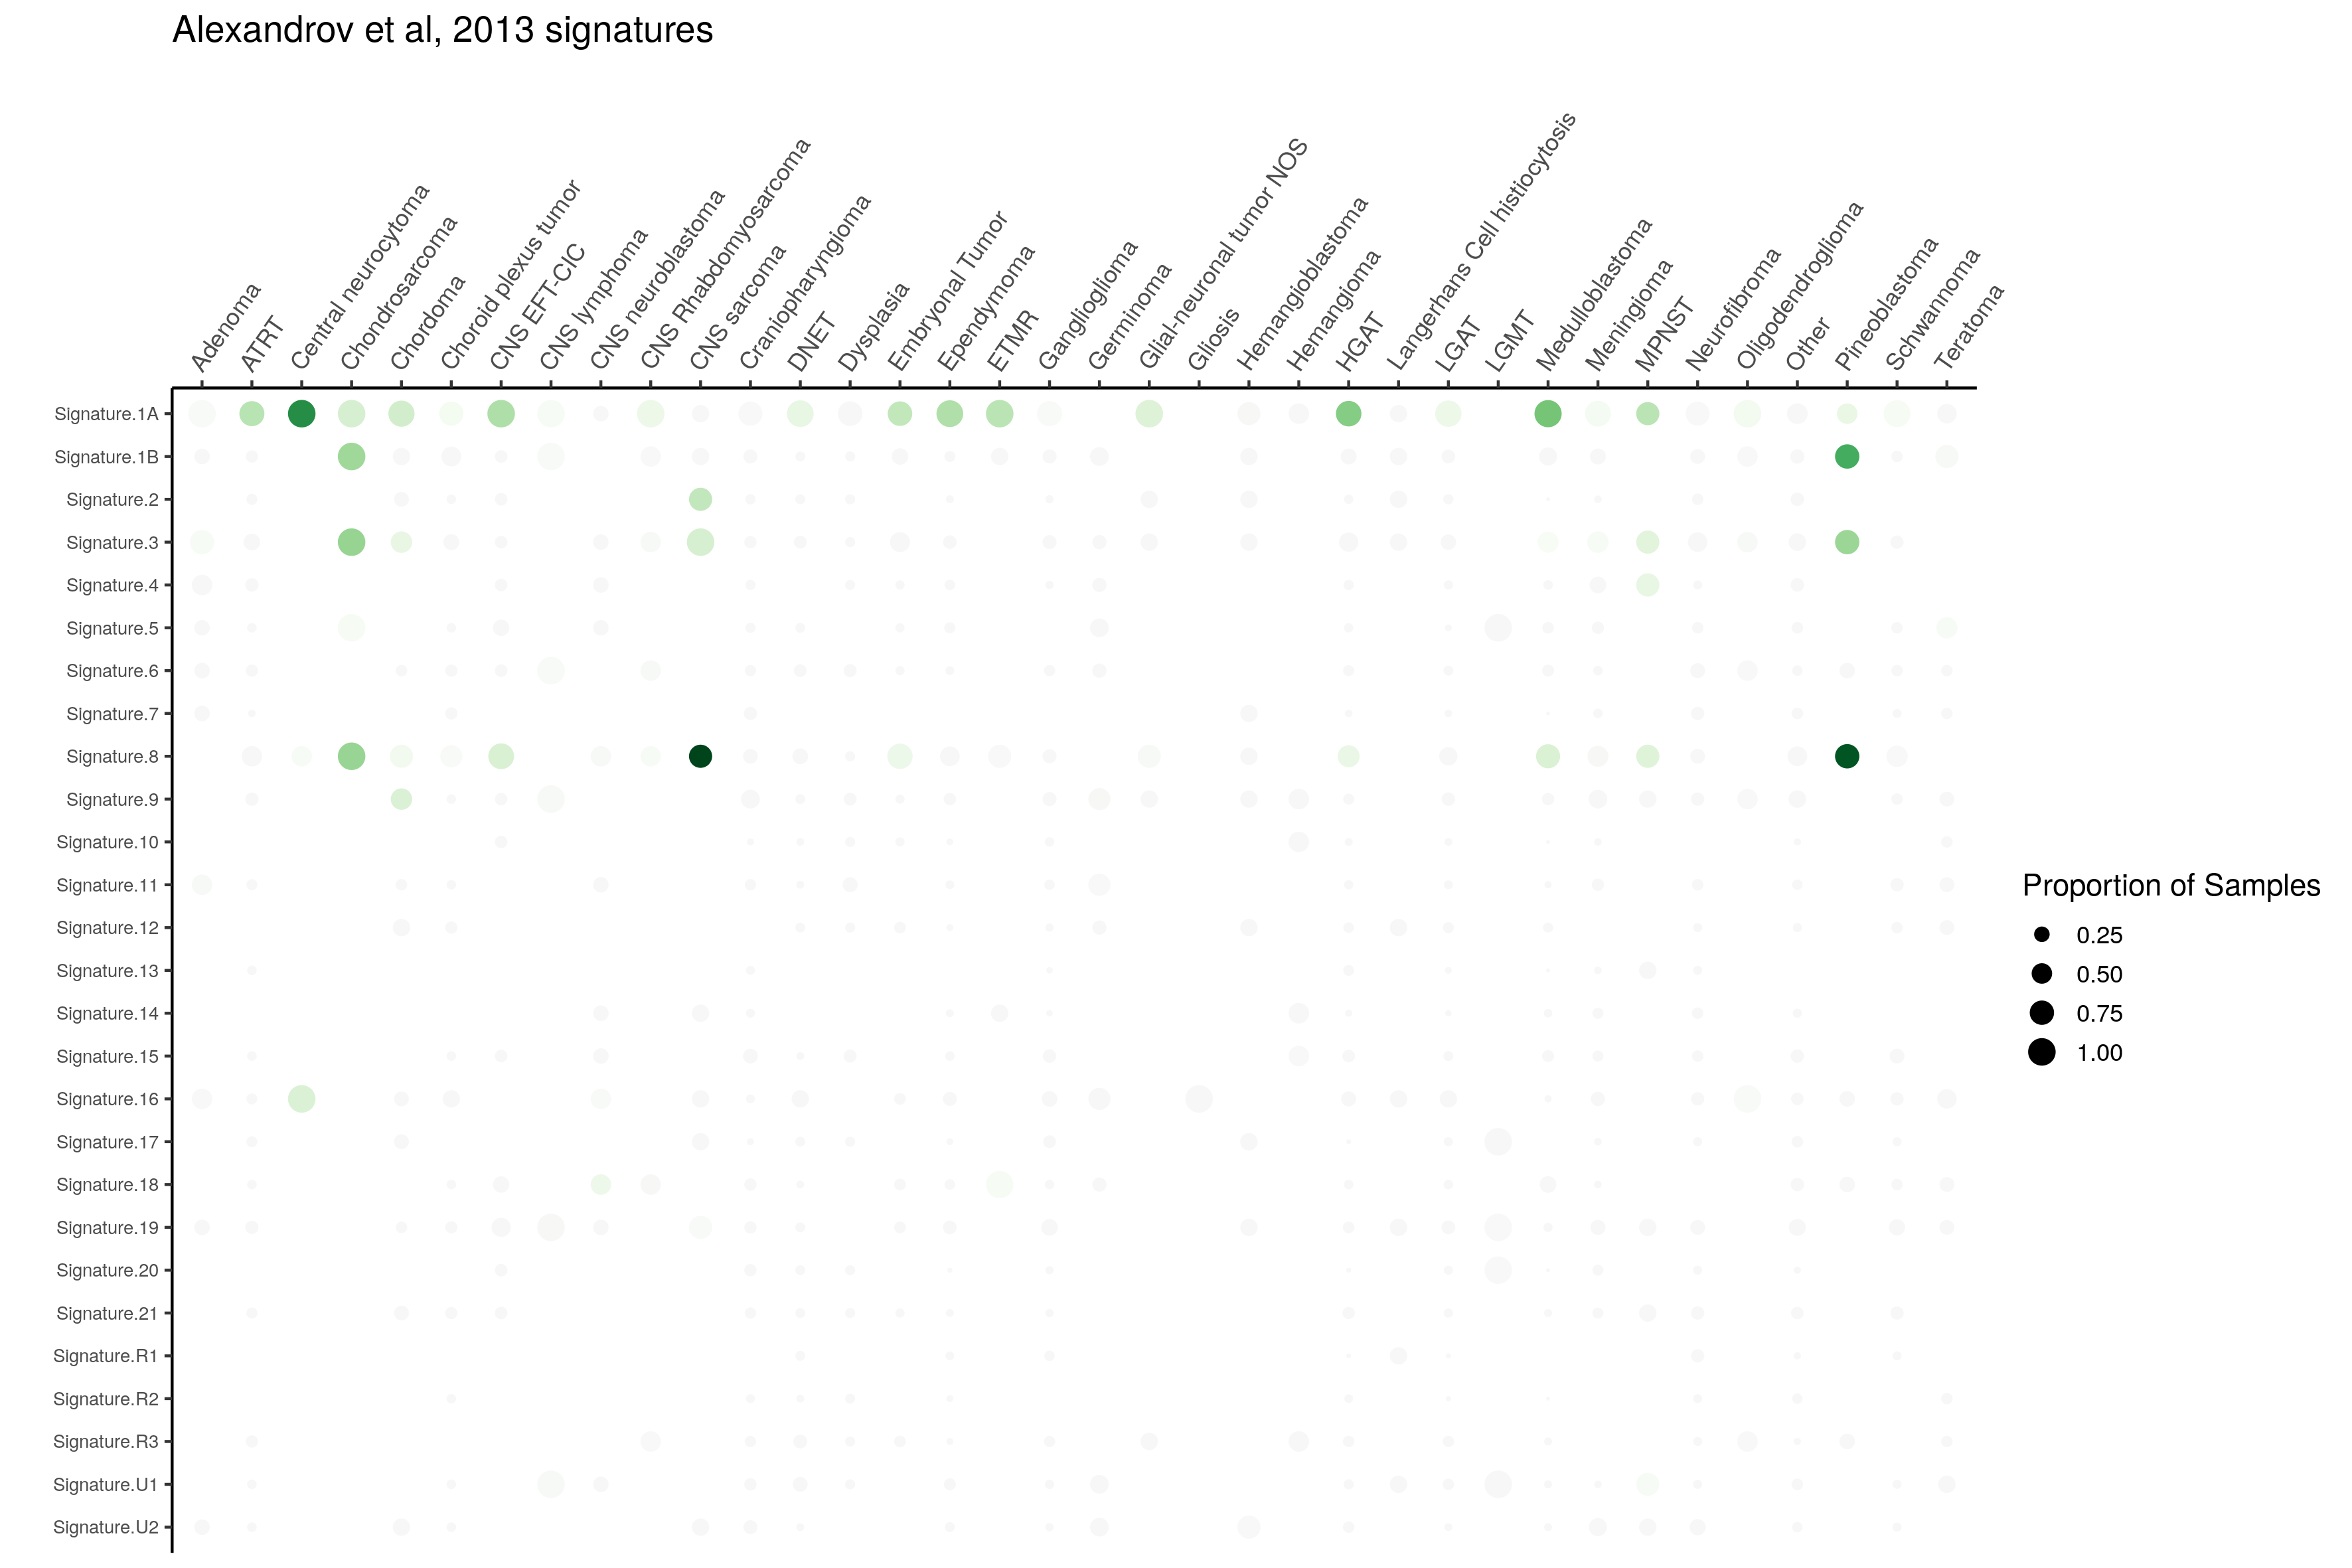 Alexandrov et al, 2013 signatures
Adenoma
ATRT
Central neurocytoma
Chondrosarcoma
Chordoma
Choroid plexus tumor
CNS EFT-CIC
CNS lymphoma
CNS neuroblastoma
CNS Rhabdomyosarcoma
CNS sarcoma
Craniopharyngioma
DNET
Dysplasia
Embryonal Tumor
Ependymoma
ETMR
Ganglioglioma
Germinoma
Glial-neuronal tumor NOS
Gliosis
Hemangioblastoma
Hemangioma
HGAT
Langerhans Cell histiocytosis
LGAT
LGMT
Medulloblastoma
Meningioma
MPNST
Neurofibroma
Oligodendroglioma
Other
Pineoblastoma
Schwannoma
Teratoma
Signature.1A
Signature.1B
Signature.2
Signature.3
Signature.4
Signature.5
Signature.6
Signature.7
Signature.8
Signature.9
Signature.10
Signature.11
Signature.12
Signature.13
Signature.14
Signature.15
Signature.16
Signature.17
Signature.18
Signature.19
Signature.20
Signature.21
Signature.R1
Signature.R2
Signature.R3
Signature.U1
Signature.U2
Proportion of Samples
0.25
0.50
0.75
1.00